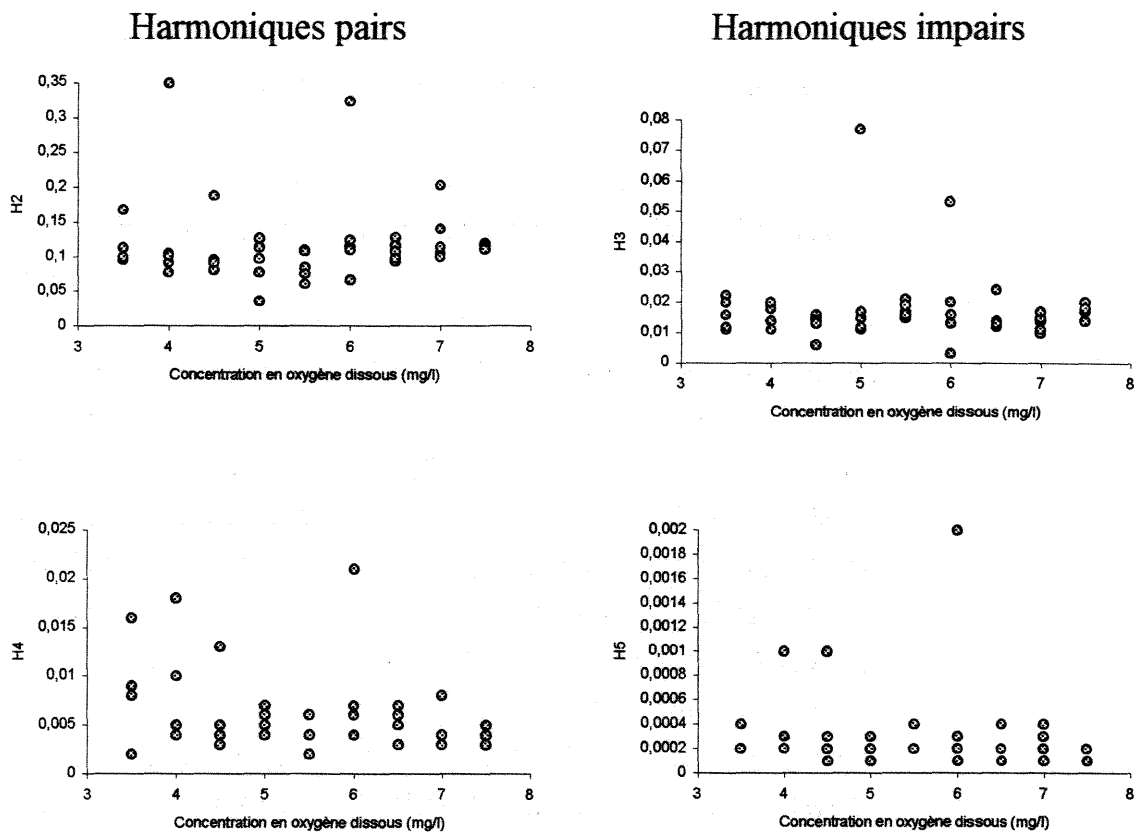 Harmoniques pairs
Harmoniques impairs
0,35
0,3
0,25
0,2
0,15
0,1
0,05
0
H2
3 4 5 6 7 8
Concentration en oxygène dissous (mg/l)
0,08
0,07
0,06
0,05
0,04
0,03
0,02
0,01
0
H3
3 4 5 6 7 8
Concentration en oxygène dissous (mg/l)
0,025
0,02
0,015
0,01
0,005
0
H4
3 4 5 6 7 8
Concentration en oxygène dissous (mg/l)
0,002
0,0018
0,0016
0,0014
0,0012
0,001
0,0008
0,0006
0,0004
0,0002
0
H5
3 4 5 6 7 8
Concentration en oxygène dissous (mg/l)